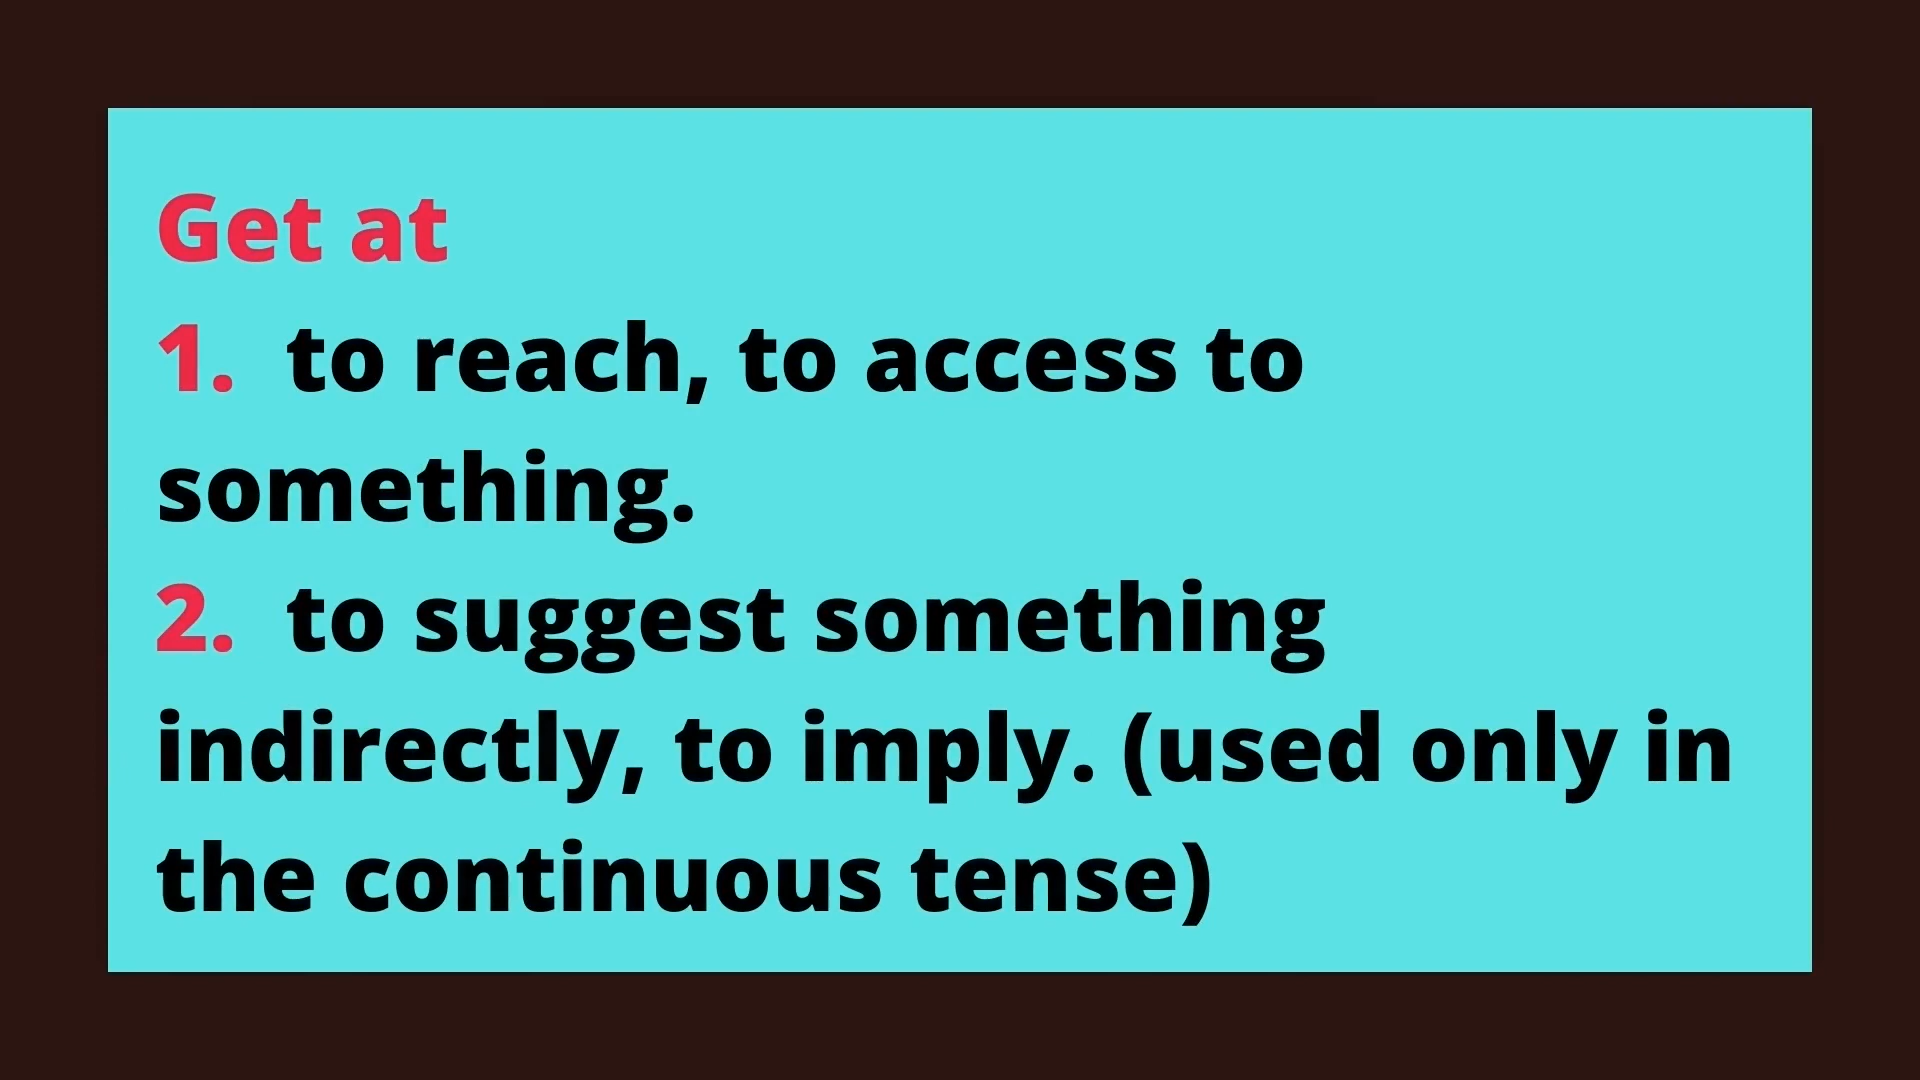 Get at
1. to reach, to access to
something.
2. to suggest something
indirectly, to imply. (used only in
the continuous tense)